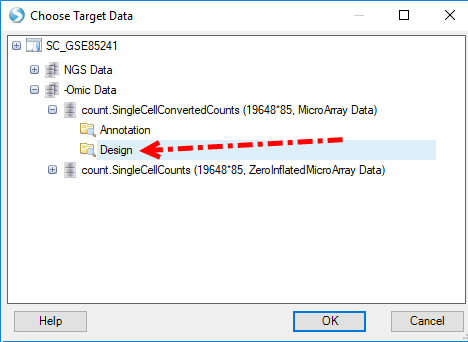 Choose Target Data
SC_GSE85241
NGS Data
-Omic Data
count.SingleCellConvertedCounts (19648*85, MicroArray Data)
Annotation
Design
count.SingleCellCounts (19648*85, ZeroInflatedMicroArray Data)
Help
OK
Cancel